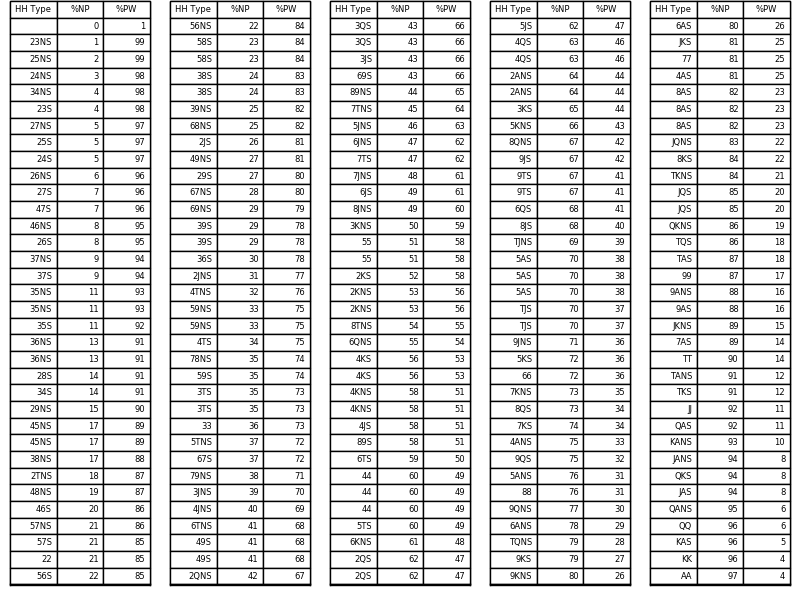 HH Type %NP %PW HH Type %NP %PW HH Type %NP %PW HH Type %NP %PW HH Type %NP %PW
0 1 56NS 22 84 3QS 43 66 5JS 62 47 6AS 80 26
23NS 1 99 58S 23 84 3QS 43 66 4QS 63 46 JKS 81 25
25NS 2 99 58S 23 84 3JS 43 66 4QS 63 46 77 81 25
24NS 3 98 38S 24 83 69S 43 66 2ANS 64 44 4AS 81 25
34NS 4 98 38S 24 83 89NS 44 65 2ANS 64 44 8AS 82 23
23S 4 98 39NS 25 82 7TNS 45 64 3KS 65 44 8AS 82 23
27NS 5 97 68NS 25 82 5JNS 46 63 5KNS 66 43 8AS 82 23
25S 5 97 2JS 26 81 6JNS 47 62 8QNS 67 42 JQNS 83 22
24S 5 97 49NS 27 81 7TS 47 62 9JS 67 42 8KS 84 22
26NS 6 96 29S 27 80 7JNS 48 61 9TS 67 41 TKNS 84 21
27S 7 96 67NS 28 80 6JS 49 61 9TS 67 41 JQS 85 20
47S 7 96 69NS 29 79 8JNS 49 60 6QS 68 41 JQS 85 20
46NS 8 95 39S 29 78 3KNS 50 59 8JS 68 40 QKNS 86 19
26S 8 95 39S 29 78 55 51 58 TJNS 69 39 TQS 86 18
37NS 9 94 36S 30 78 55 51 58 5AS 70 38 TAS 87 18
37S 9 94 2JNS 31 77 2KS 52 58 5AS 70 38 99 87 17
35NS 11 93 4TNS 32 76 2KNS 53 56 5AS 70 38 9ANS 88 16
35NS 11 93 59NS 33 75 2KNS 53 56 TJS 70 37 9AS 88 16
35S 11 92 59NS 33 75 8TNS 54 55 TJS 70 37 JKNS 89 15
36NS 13 91 4TS 34 75 6QNS 55 54 9JNS 71 36 7AS 89 14
36NS 13 91 78NS 35 74 4KS 56 53 5KS 72 36 TT 90 14
28S 14 91 59S 35 74 4KS 56 53 66 72 36 TANS 91 12
34S 14 91 3TS 35 73 4KNS 58 51 7KNS 73 35 TKS 91 12
29NS 15 90 3TS 35 73 4KNS 58 51 8QS 73 34 JJ 92 11
45NS 17 89 33 36 73 4JS 58 51 7KS 74 34 QAS 92 11
45NS 17 89 5TNS 37 72 89S 58 51 4ANS 75 33 KANS 93 10
38NS 17 88 67S 37 72 6TS 59 50 9QS 75 32 JANS 94 8
2TNS 18 87 79NS 38 71 44 60 49 5ANS 76 31 QKS 94 8
48NS 19 87 3JNS 39 70 44 60 49 88 76 31 JAS 94 8
46S 20 86 4JNS 40 69 44 60 49 9QNS 77 30 QANS 95 6
57NS 21 86 6TNS 41 68 5TS 60 49 6ANS 78 29 QQ 96 6
57S 21 85 49S 41 68 6KNS 61 48 TQNS 79 28 KAS 96 5
22 21 85 49S 41 68 2QS 62 47 9KS 79 27 KK 96 4
56S 22 85 2QNS 42 67 2QS 62 47 9KNS 80 26 AA 97 4